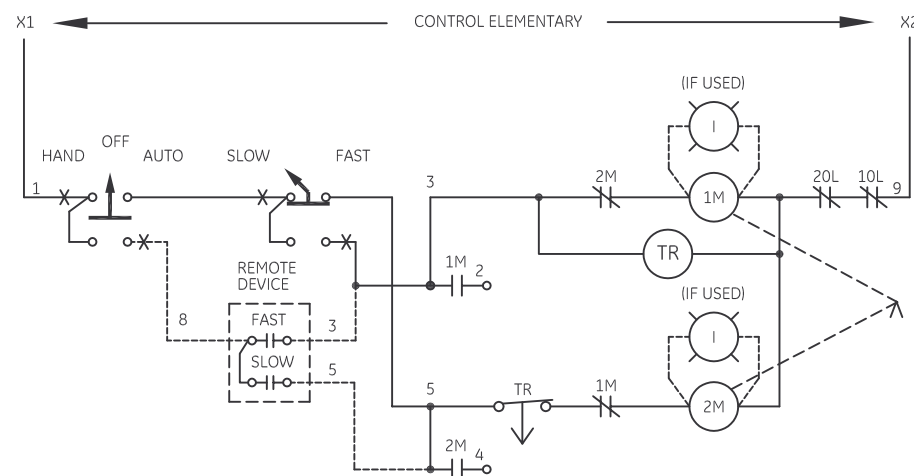 X1 CONTROL ELEMENTARY X2
(IF USED)
I
HAND OFF AUTO SLOW FAST
1 3 2M 1M 20L 10L 9
TR
1M 2
REMOTE
DEVICE
(IF USED)
I
8 FAST 3
SLOW 5
5 TR 1M 2M
2M 4